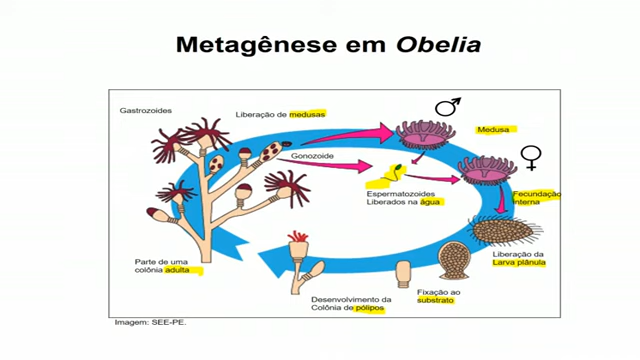 Metagênese em Obelia
Gastrozoides
Liberação de medusas
Medusa
Gonozoide
Espermatozoides
Liberados na água
Fecundação
interna
Liberação da
Larva plânula
Parte de uma
colônia adulta
Fixação ao
substrato
Desenvolvimento da
Colônia de pólipos
Imagem: SEE-PE.